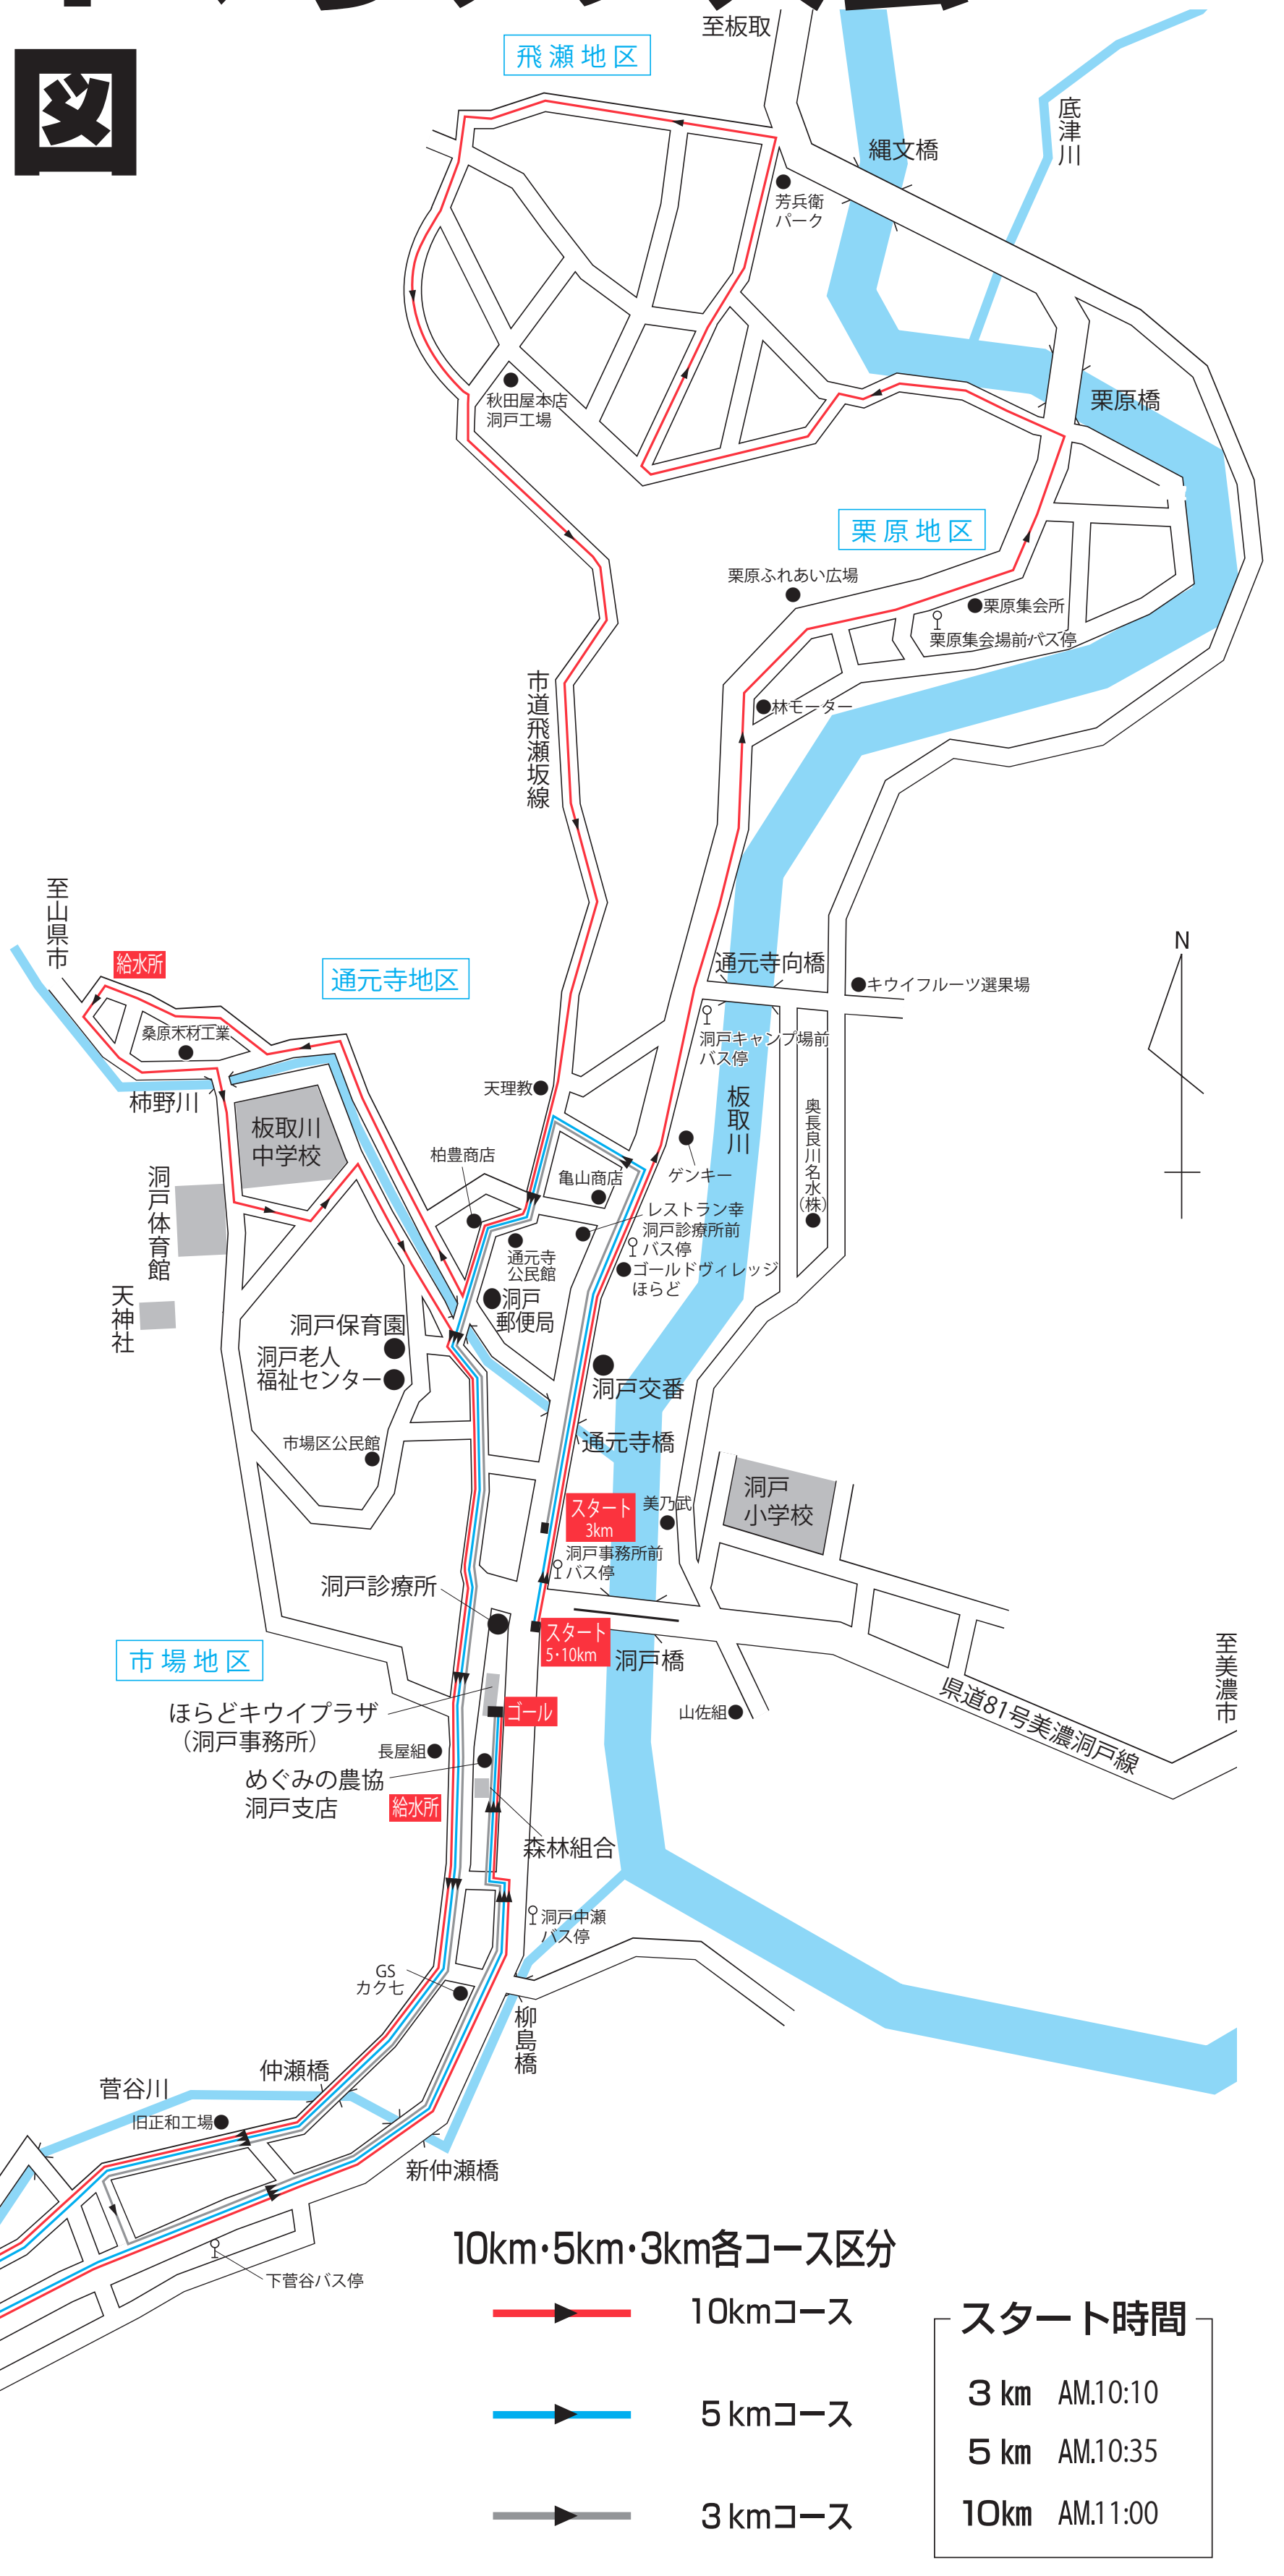 図
至板取
飛瀬地区
底津川
縄文橋
芳兵衛
パーク
秋田屋本店
洞戸工場
栗原橋
栗原地区
栗原ふれあい広場
栗原集会所
栗原集会場前バス停
林モーター
市道飛瀬坂線
至山県市
給水所
通元寺地区
N
通元寺向橋
キウイフルーツ選果場
桑原木材工業
洞戸キャンプ場前
バス停
天理教
柿野川
板取川
中学校
板取川
奥長良川名水(株)
柏豊商店
亀山商店
ゲンキー
洞戸体育館
レストラン幸
洞戸診療所前
バス停
通元寺
公民館
ゴールドヴィレッジ
ほらど
天神社
洞戸
郵便局
洞戸保育園
洞戸老人
福祉センター
洞戸交番
市場区公民館
通元寺橋
洞戸
小学校
スタート
3km
美乃武
洞戸事務所前
バス停
洞戸診療所
スタート
5・10km
洞戸橋
市場地区
至美濃市
県道81号美濃洞戸線
ほらどキウイプラザ
(洞戸事務所)
ゴール
山佐組
長屋組
めぐみの農協
洞戸支店
給水所
森林組合
洞戸中瀬
バス停
GS
カク七
柳島橋
仲瀬橋
菅谷川
旧正和工場
新仲瀬橋
下菅谷バス停
10km・5km・3km各コース区分
10kmコース
5kmコース
3kmコース
スタート時間
3km AM.10:10
5km AM.10:35
10km AM.11:00